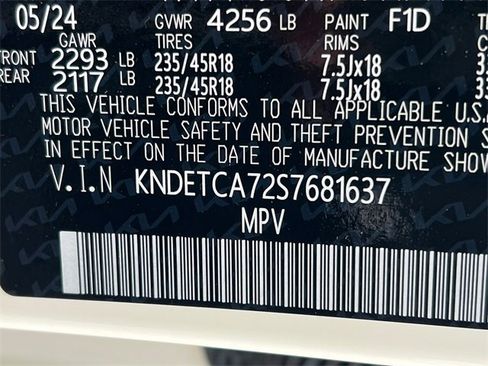 05/24 GVWR 4256 LB PAINT F1D
GAWR TIRES RIMS
FRONT 2293 LB 235/45R18 7.5Jx18
REAR 2117 LB 235/45R18 7.5Jx18
THIS VEHICLE CONFORMS TO ALL APPLICABLE U.S.
MOTOR VEHICLE SAFETY AND THEFT PREVENTION
IN EFFECT ON THE DATE OF MANUFACTURE SHOW
V.I.N KNDETCA72S7681637
MPV